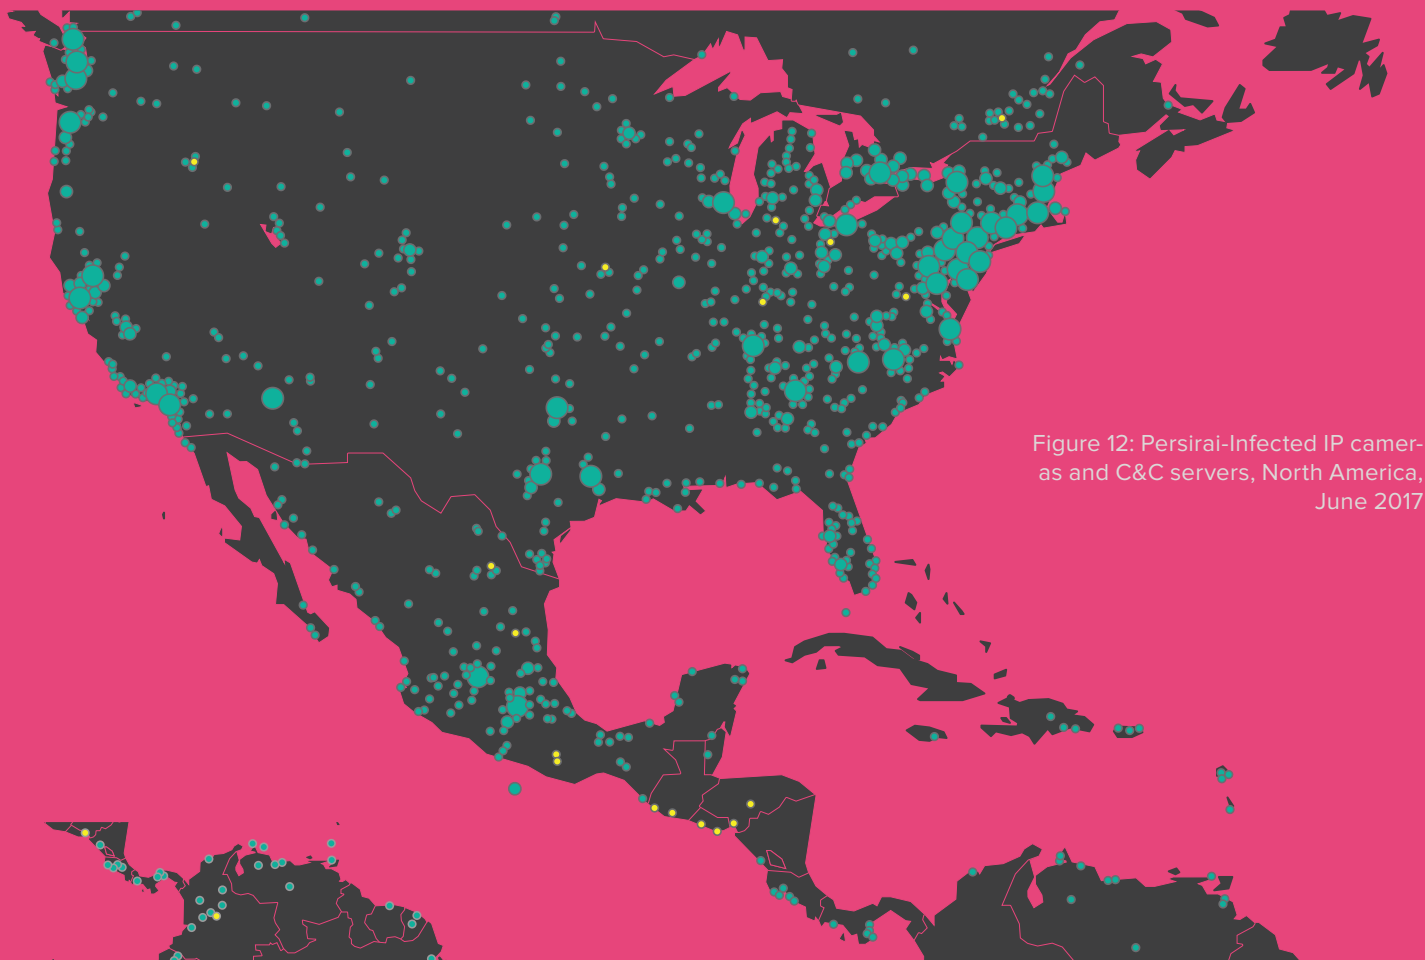 Figure 12: Persirai-Infected IP camer-
as and C&C servers, North America,
June 2017